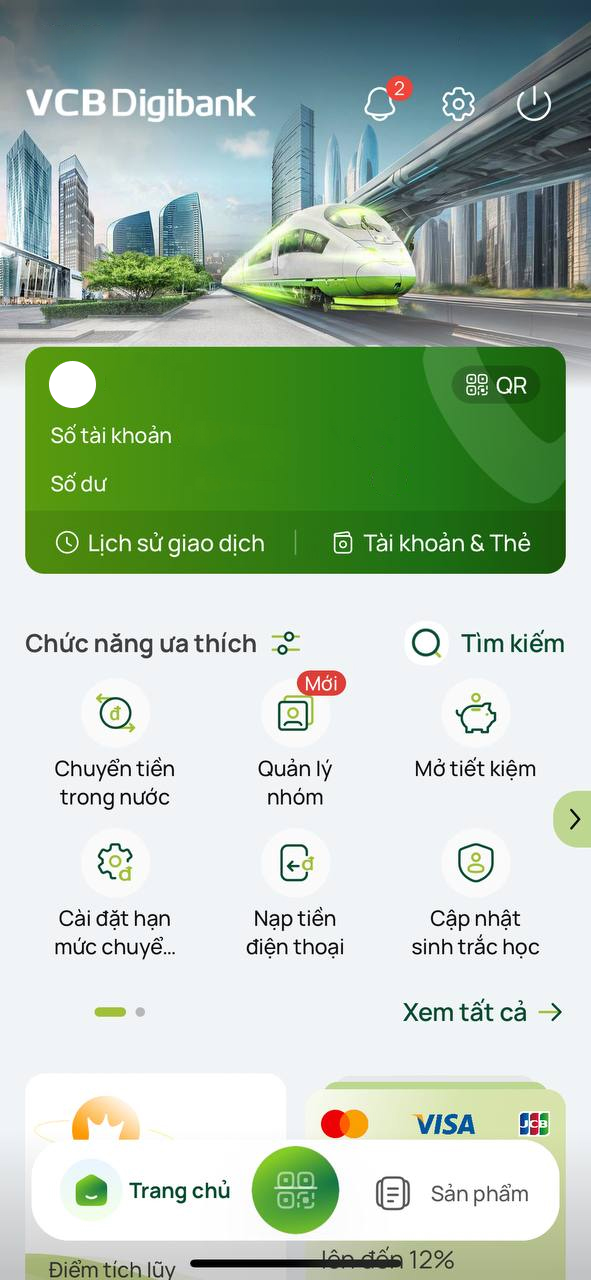 VCB Digibank
2
QR
Số tài khoản
Số dư
Lịch sử giao dịch
Tài khoản & Thẻ
Chức năng ưa thích
Tìm kiếm
Mới
Chuyển tiền
trong nước
Quản lý
nhóm
Mở tiết kiệm
Cài đặt hạn
mức chuyể...
Nạp tiền
điện thoại
Cập nhật
sinh trắc học
Xem tất cả
VISA
JCB
Trang chủ
Sản phẩm
Điểm tích lũy
lên đến 12%